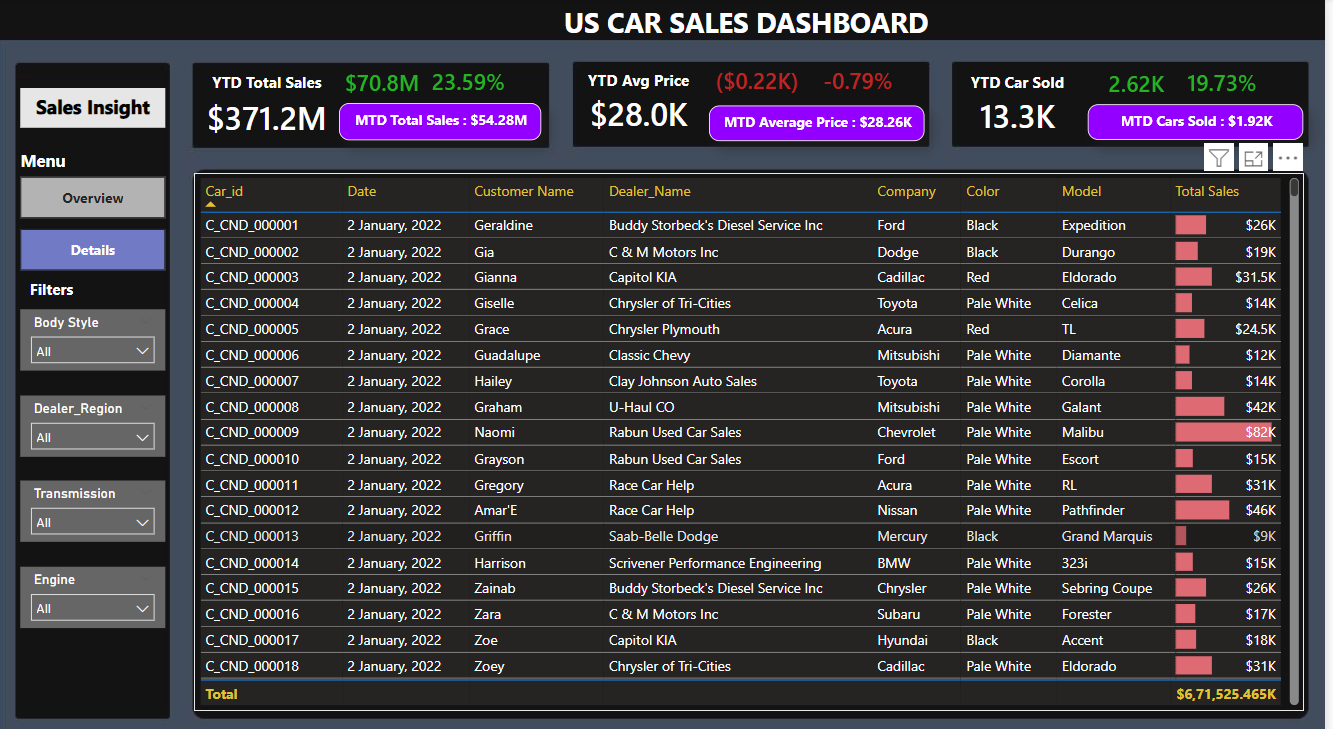 US CAR SALES DASHBOARD
Sales Insight
Menu
Overview
Details
Filters
Body Style
All
Dealer_Region
All
Transmission
All
Engine
All
YTD Total Sales $70.8M 23.59%
$371.2M MTD Total Sales : $54.28M
YTD Avg Price ($0.22K) -0.79%
$28.0K MTD Average Price : $28.26K
YTD Car Sold 2.62K 19.73%
13.3K MTD Cars Sold : $1.92K
Car_id Date Customer Name Dealer_Name Company Color Model Total Sales
C_CND_000001 2 January, 2022 Geraldine Buddy Storbeck's Diesel Service Inc Ford Black Expedition $26K
C_CND_000002 2 January, 2022 Gia C & M Motors Inc Dodge Black Durango $19K
C_CND_000003 2 January, 2022 Gianna Capitol KIA Cadillac Red Eldorado $31.5K
C_CND_000004 2 January, 2022 Giselle Chrysler of Tri-Cities Toyota Pale White Celica $14K
C_CND_000005 2 January, 2022 Grace Chrysler Plymouth Acura Red TL $24.5K
C_CND_000006 2 January, 2022 Guadalupe Classic Chevy Mitsubishi Pale White Diamante $12K
C_CND_000007 2 January, 2022 Hailey Clay Johnson Auto Sales Toyota Pale White Corolla $14K
C_CND_000008 2 January, 2022 Graham U-Haul CO Mitsubishi Pale White Galant $42K
C_CND_000009 2 January, 2022 Naomi Rabun Used Car Sales Chevrolet Pale White Malibu $82K
C_CND_000010 2 January, 2022 Grayson Rabun Used Car Sales Ford Pale White Escort $15K
C_CND_000011 2 January, 2022 Gregory Race Car Help Acura Pale White RL $31K
C_CND_000012 2 January, 2022 Amar'E Race Car Help Nissan Pale White Pathfinder $46K
C_CND_000013 2 January, 2022 Griffin Saab-Belle Dodge Mercury Black Grand Marquis $9K
C_CND_000014 2 January, 2022 Harrison Scrivener Performance Engineering BMW Pale White 323i $15K
C_CND_000015 2 January, 2022 Zainab Buddy Storbeck's Diesel Service Inc Chrysler Pale White Sebring Coupe $26K
C_CND_000016 2 January, 2022 Zara C & M Motors Inc Subaru Pale White Forester $17K
C_CND_000017 2 January, 2022 Zoe Capitol KIA Hyundai Black Accent $18K
C_CND_000018 2 January, 2022 Zoey Chrysler of Tri-Cities Cadillac Pale White Eldorado $31K
Total $6,71,525.465K